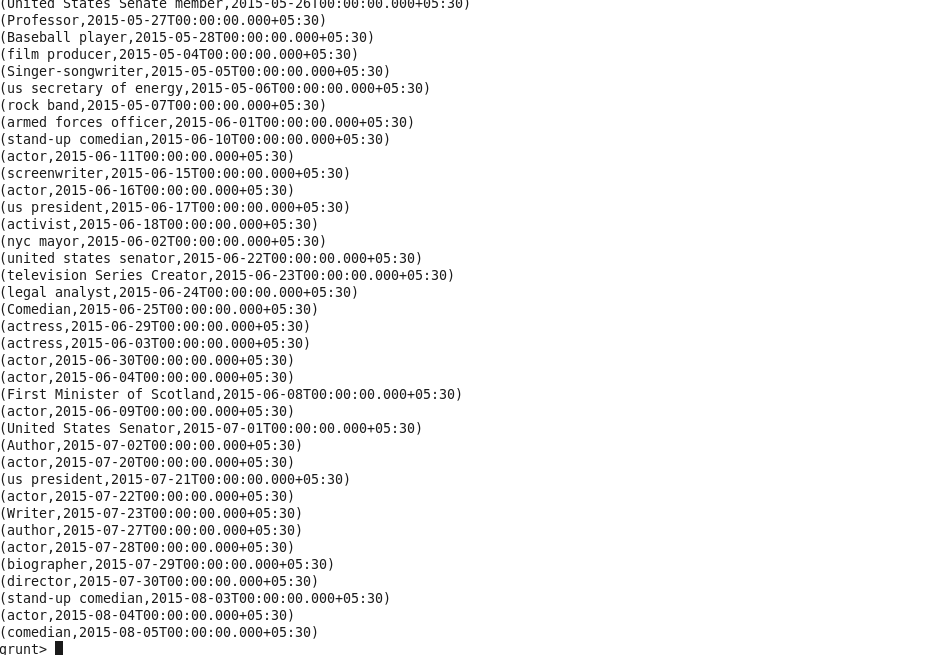 (United States Senate member,2015-05-26T00:00:00.000+05:30)
(Professor,2015-05-27T00:00:00.000+05:30)
(Baseball player,2015-05-28T00:00:00.000+05:30)
(film producer,2015-05-04T00:00:00.000+05:30)
(Singer-songwriter,2015-05-05T00:00:00.000+05:30)
(us secretary of energy,2015-05-06T00:00:00.000+05:30)
(rock band,2015-05-07T00:00:00.000+05:30)
(armed forces officer,2015-06-01T00:00:00.000+05:30)
(stand-up comedian,2015-06-10T00:00:00.000+05:30)
(actor,2015-06-11T00:00:00.000+05:30)
(screenwriter,2015-06-15T00:00:00.000+05:30)
(actor,2015-06-16T00:00:00.000+05:30)
(us president,2015-06-17T00:00:00.000+05:30)
(activist,2015-06-18T00:00:00.000+05:30)
(nyc mayor,2015-06-02T00:00:00.000+05:30)
(united states senator,2015-06-22T00:00:00.000+05:30)
(television Series Creator,2015-06-23T00:00:00.000+05:30)
(legal analyst,2015-06-24T00:00:00.000+05:30)
(Comedian,2015-06-25T00:00:00.000+05:30)
(actress,2015-06-29T00:00:00.000+05:30)
(actress,2015-06-03T00:00:00.000+05:30)
(actor,2015-06-30T00:00:00.000+05:30)
(actor,2015-06-04T00:00:00.000+05:30)
(First Minister of Scotland,2015-06-08T00:00:00.000+05:30)
(actor,2015-06-09T00:00:00.000+05:30)
(United States Senator,2015-07-01T00:00:00.000+05:30)
(Author,2015-07-02T00:00:00.000+05:30)
(actor,2015-07-20T00:00:00.000+05:30)
(us president,2015-07-21T00:00:00.000+05:30)
(actor,2015-07-22T00:00:00.000+05:30)
(Writer,2015-07-23T00:00:00.000+05:30)
(author,2015-07-27T00:00:00.000+05:30)
(actor,2015-07-28T00:00:00.000+05:30)
(biographer,2015-07-29T00:00:00.000+05:30)
(director,2015-07-30T00:00:00.000+05:30)
(stand-up comedian,2015-08-03T00:00:00.000+05:30)
(actor,2015-08-04T00:00:00.000+05:30)
(comedian,2015-08-05T00:00:00.000+05:30)
grunt>